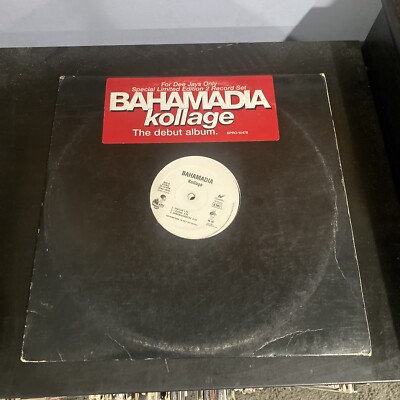 For Dee Jays Only
Special Limited Edition 2 Record Set
BAHAMADIA
kollage
The debut album.
BAHAMADIA
Kollage